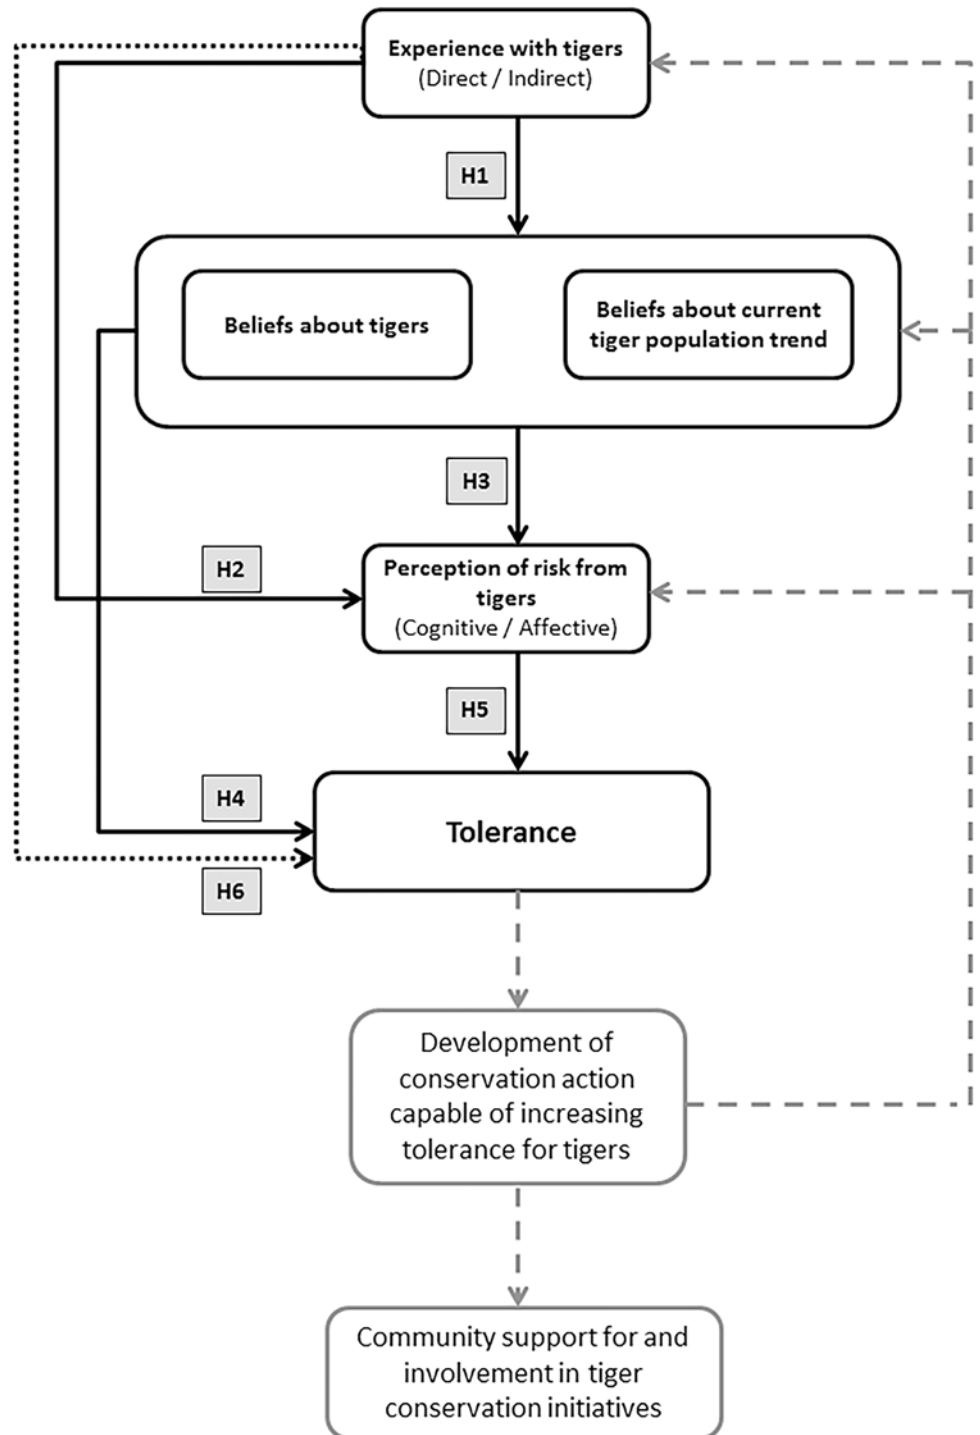 Experience with tigers
(Direct / Indirect)
H1
Beliefs about tigers
Beliefs about current
tiger population trend
H3
H2
Perception of risk from
tigers
(Cognitive / Affective)
H5
H4
Tolerance
H6
Development of
conservation action
capable of increasing
tolerance for tigers
Community support for and
involvement in tiger
conservation initiatives